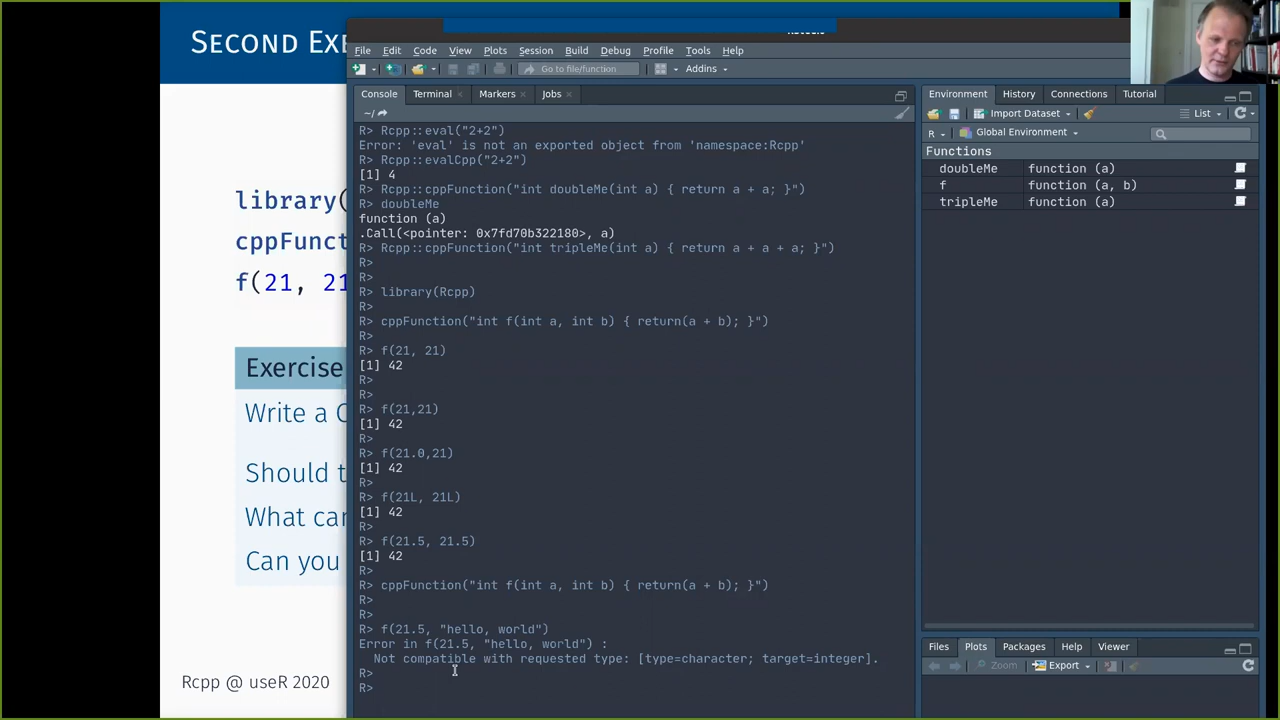 SECOND EXE
library(
cppFunct
f(21, 21
Exercise
Write a C
Should t
What car
Can you
Rcpp @ useR 2020
File Edit Code View Plots Session Build Debug Profile Tools Help
Go to file/function Addins
Console Terminal Markers Jobs
~/
R> Rcpp::eval("2+2")
Error: 'eval' is not an exported object from 'namespace:Rcpp'
R> Rcpp::evalCpp("2+2")
[1] 4
R> Rcpp::cppFunction("int doubleMe(int a) { return a + a; }")
R> doubleMe
function (a)
.Call(<pointer: 0x7fd70b322180>, a)
R> Rcpp::cppFunction("int tripleMe(int a) { return a + a + a; }")
R>
R>
R> library(Rcpp)
R>
R> cppFunction("int f(int a, int b) { return(a + b); }")
R>
R> f(21, 21)
[1] 42
R>
R>
R> f(21,21)
[1] 42
R>
R> f(21.0,21)
[1] 42
R>
R> f(21L, 21L)
[1] 42
R>
R> f(21.5, 21.5)
[1] 42
R>
R> cppFunction("int f(int a, int b) { return(a + b); }")
R>
R>
R> f(21.5, "hello, world")
Error in f(21.5, "hello, world") :
Not compatible with requested type: [type=character; target=integer].
R>
R>
Environment History Connections Tutorial
Import Dataset List
R Global Environment
Functions
doubleMe function (a)
f function (a, b)
tripleMe function (a)
Files Plots Packages Help Viewer
Zoom Export